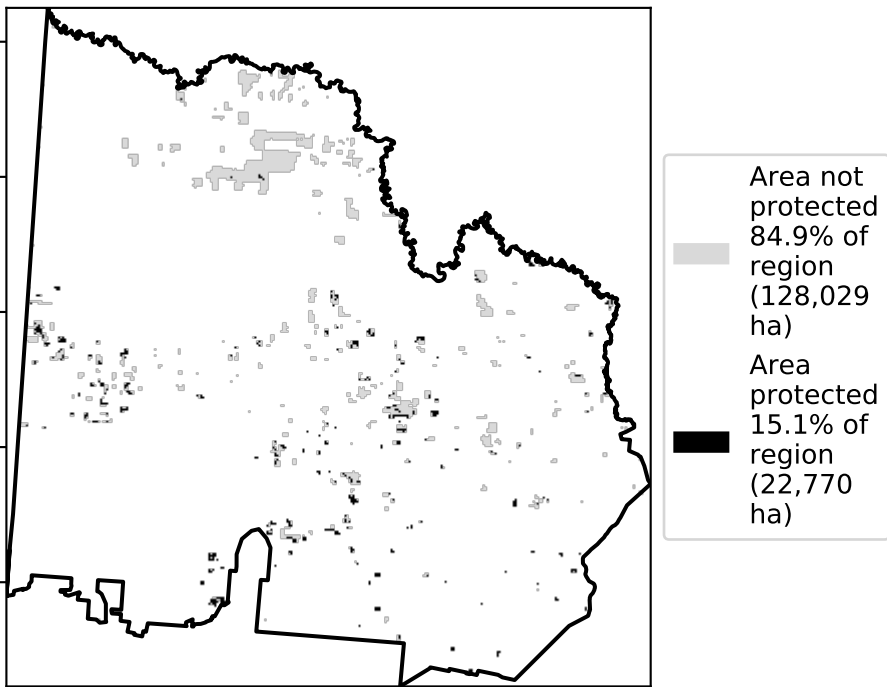 Area not
protected
84.9% of
region
(128,029
ha)
Area
protected
15.1% of
region
(22,770
ha)